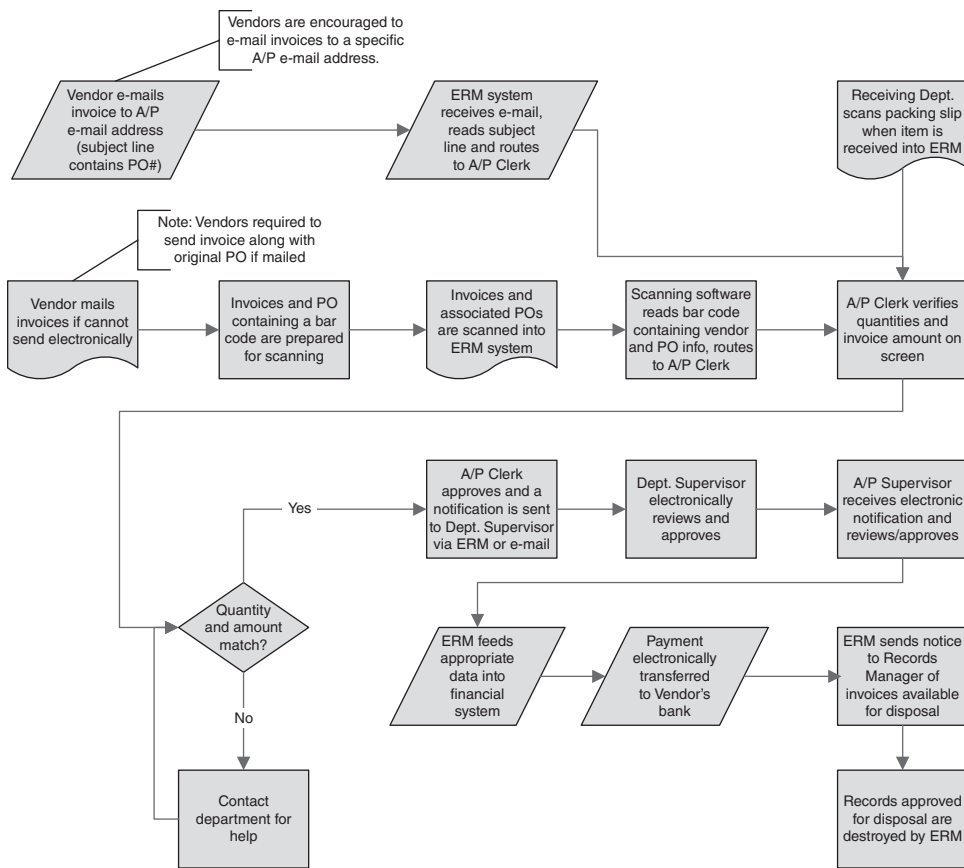 Vendors are encouraged to
e-mail invoices to a specific
A/P e-mail address.
Vendor e-mails
invoice to A/P
e-mail address
(subject line
contains PO#)
ERM system
receives e-mail,
reads subject
line and routes
to A/P Clerk
Receiving Dept.
scans packing slip
when item is
received into ERM
Note: Vendors required to
send invoice along with
original PO if mailed
Vendor mails
invoices if cannot
send electronically
Invoices and PO
containing a bar
code are prepared
for scanning
Invoices and
associated POs
are scanned into
ERM system
Scanning software
reads bar code
containing vendor
and PO info, routes
to A/P Clerk
A/P Clerk verifies
quantities and
invoice amount on
screen
Yes
A/P Clerk
approves and a
notification is sent
to Dept. Supervisor
via ERM or e-mail
Dept. Supervisor
electronically
reviews and
approves
A/P Supervisor
receives electronic
notification and
reviews/approves
Quantity
and amount
match?
ERM feeds
appropriate
data into
financial
system
Payment
electronically
transferred to
Vendor's
bank
ERM sends notice
to Records
Manager of
invoices available
for disposal
No
Contact
department for
help
Records approved
for disposal are
destroyed by ERM